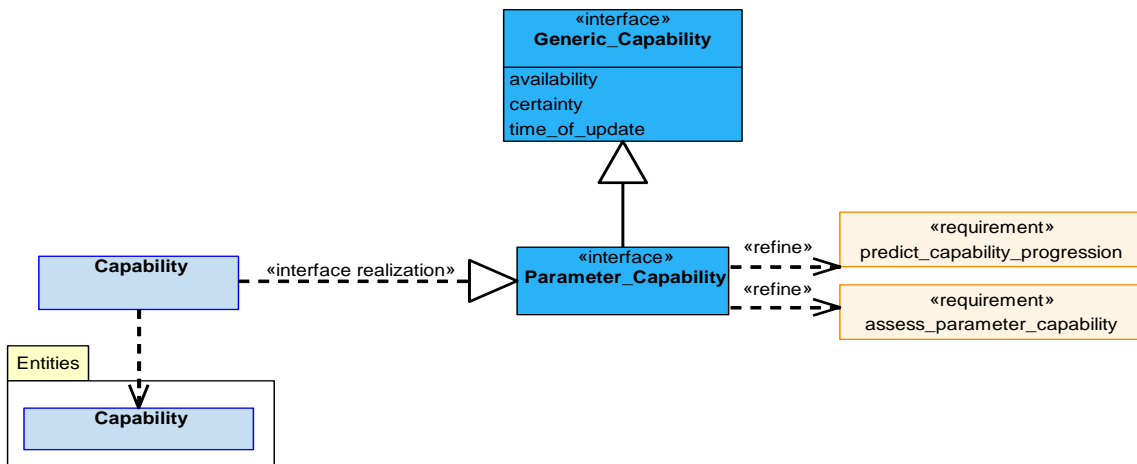 «interface»
Generic_Capability
availability
certainty
time_of_update
«requirement»
predict_capability_progression
«refine»
«interface»
Parameter_Capability
Capability
«interface realization»
«refine»
«requirement»
assess_parameter_capability
Entities
Capability